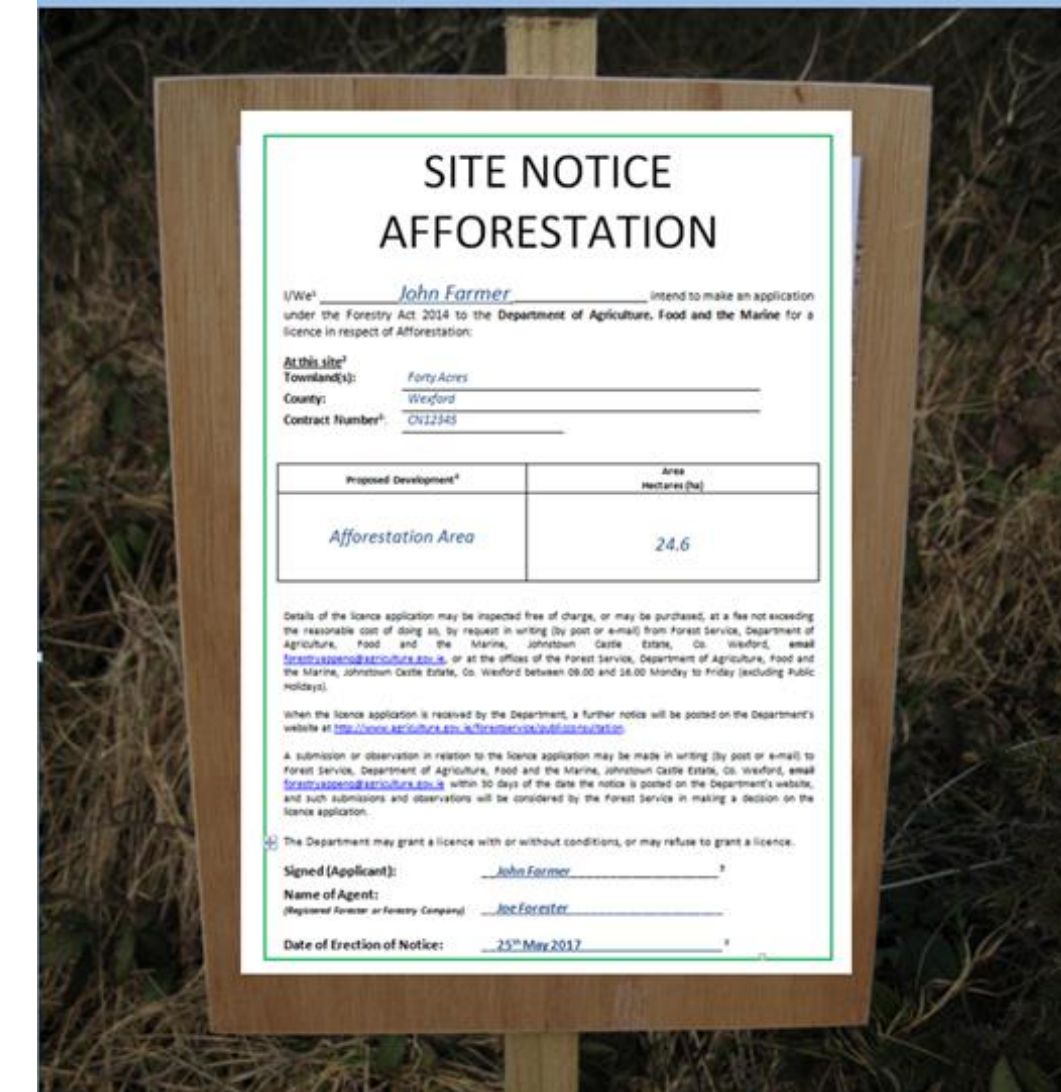 SITE NOTICE
AFFORESTATION
I/We¹ John Farmer intend to make an application
under the Forestry Act 2014 to the Department of Agriculture, Food and the Marine for a
licence in respect of Afforestation:
At this site²
Townland(s): Forty Acres
County: Wexford
Contract Number³: CN12345
Proposed Development⁴
Area
Hectares (ha)
Afforestation Area
24.6
Details of the licence application may be inspected free of charge, or may be purchased, at a fee not exceeding
the reasonable cost of doing so, by request in writing (by post or e-mail) from Forest Service, Department of
Agriculture, Food and the Marine, Johnstown Castle Estate, Co. Wexford, email
forestryappenq@agriculture.gov.ie, or at the offices of the Forest Service, Department of Agriculture, Food and
the Marine, Johnstown Castle Estate, Co. Wexford between 09.00 and 16.00 Monday to Friday (excluding Public
Holidays).
When the licence application is received by the Department, a further notice will be posted on the Department's
website at http://www.agriculture.gov.ie/forestservice/publicconsultation.
A submission or observation in relation to the licence application may be made in writing (by post or e-mail) to
Forest Service, Department of Agriculture, Food and the Marine, Johnstown Castle Estate, Co. Wexford, email
forestryappenq@agriculture.gov.ie within 30 days of the date the notice is posted on the Department's website,
and such submissions and observations will be considered by the Forest Service in making a decision on the
licence application.
The Department may grant a licence with or without conditions, or may refuse to grant a licence.
Signed (Applicant): John Farmer
Name of Agent:
(Registered Forester or Forestry Company) Joe Forester
Date of Erection of Notice: 25th May 2017